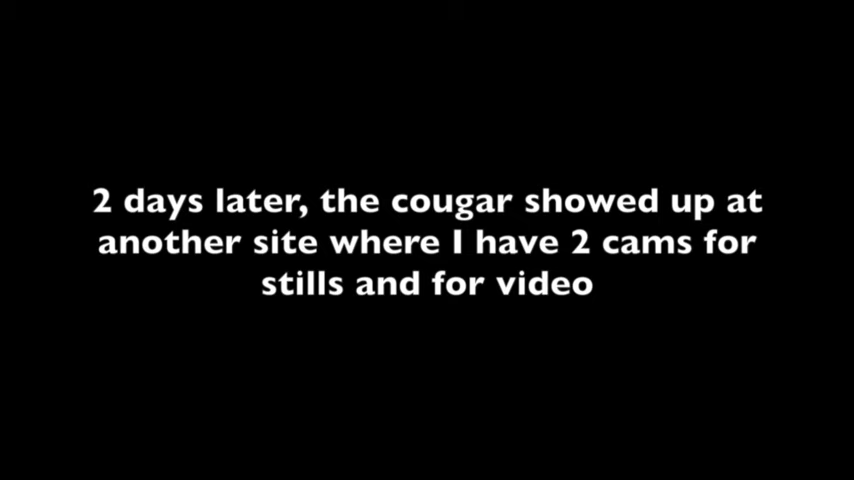 2 days later, the cougar showed up at
another site where I have 2 cams for
stills and for video